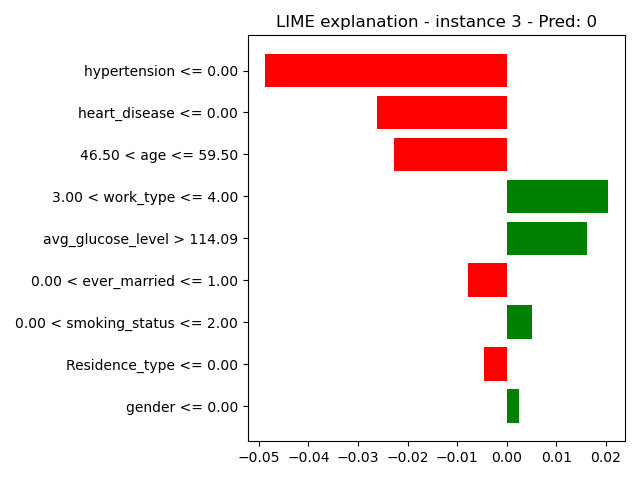 LIME explanation - instance 3 - Pred: 0
hypertension <= 0.00
heart_disease <= 0.00
46.50 < age <= 59.50
3.00 < work_type <= 4.00
avg_glucose_level > 114.09
0.00 < ever_married <= 1.00
0.00 < smoking_status <= 2.00
Residence_type <= 0.00
gender <= 0.00
−0.05 −0.04 −0.03 −0.02 −0.01 0.00 0.01 0.02